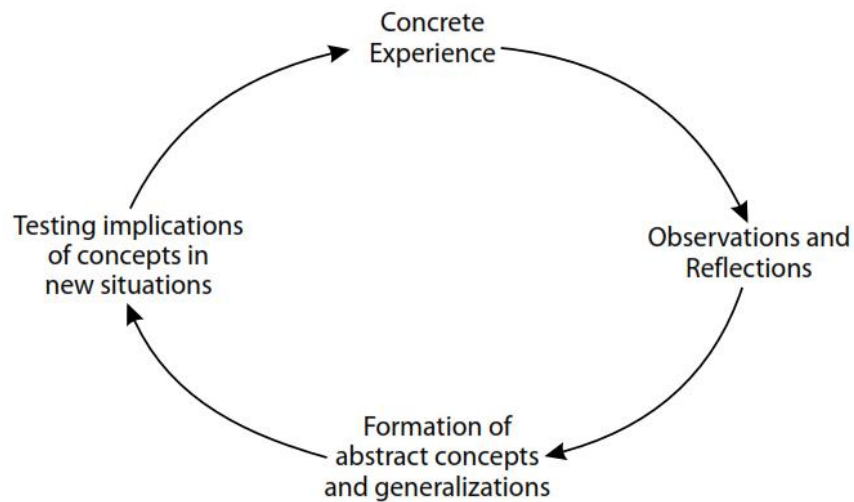 Concrete
Experience
Observations and
Reflections
Formation of
abstract concepts
and generalizations
Testing implications
of concepts in
new situations